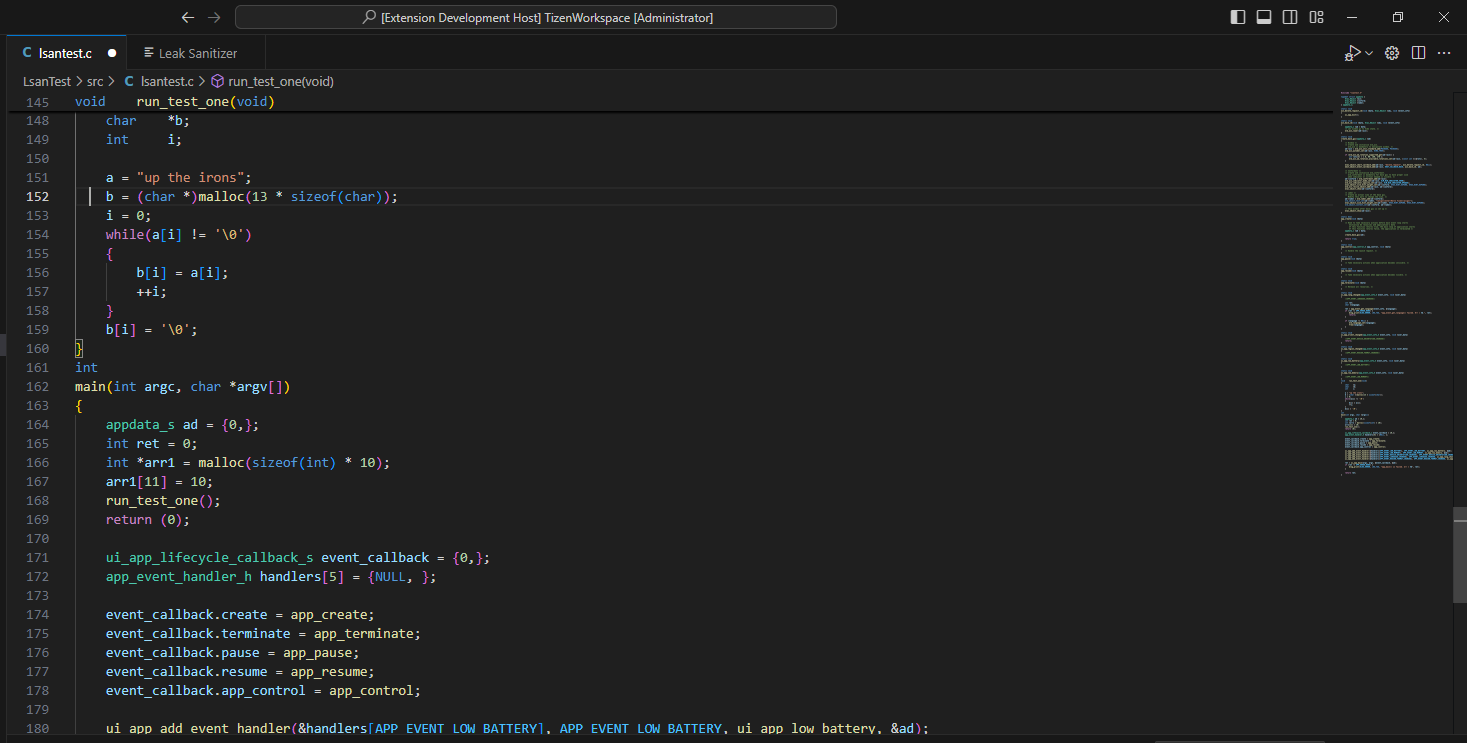 [Extension Development Host] TizenWorkspace [Administrator]
C lsantest.c
Leak Sanitizer
LsanTest > src > C lsantest.c > run_test_one(void)
145 void run_test_one(void)
148 char *b;
149 int i;
150
151 a = "up the irons";
152 b = (char *)malloc(13 * sizeof(char));
153 i = 0;
154 while(a[i] != '\0')
155 {
156 b[i] = a[i];
157 ++i;
158 }
159 b[i] = '\0';
160 }
161 int
162 main(int argc, char *argv[])
163 {
164 appdata_s ad = {0,};
165 int ret = 0;
166 int *arr1 = malloc(sizeof(int) * 10);
167 arr1[11] = 10;
168 run_test_one();
169 return (0);
170
171 ui_app_lifecycle_callback_s event_callback = {0,};
172 app_event_handler_h handlers[5] = {NULL, };
173
174 event_callback.create = app_create;
175 event_callback.terminate = app_terminate;
176 event_callback.pause = app_pause;
177 event_callback.resume = app_resume;
178 event_callback.app_control = app_control;
179
180 ui_app_add_event_handler(&handlers[APP_EVENT_LOW_BATTERY], APP_EVENT_LOW_BATTERY, ui_app_low_battery, &ad);